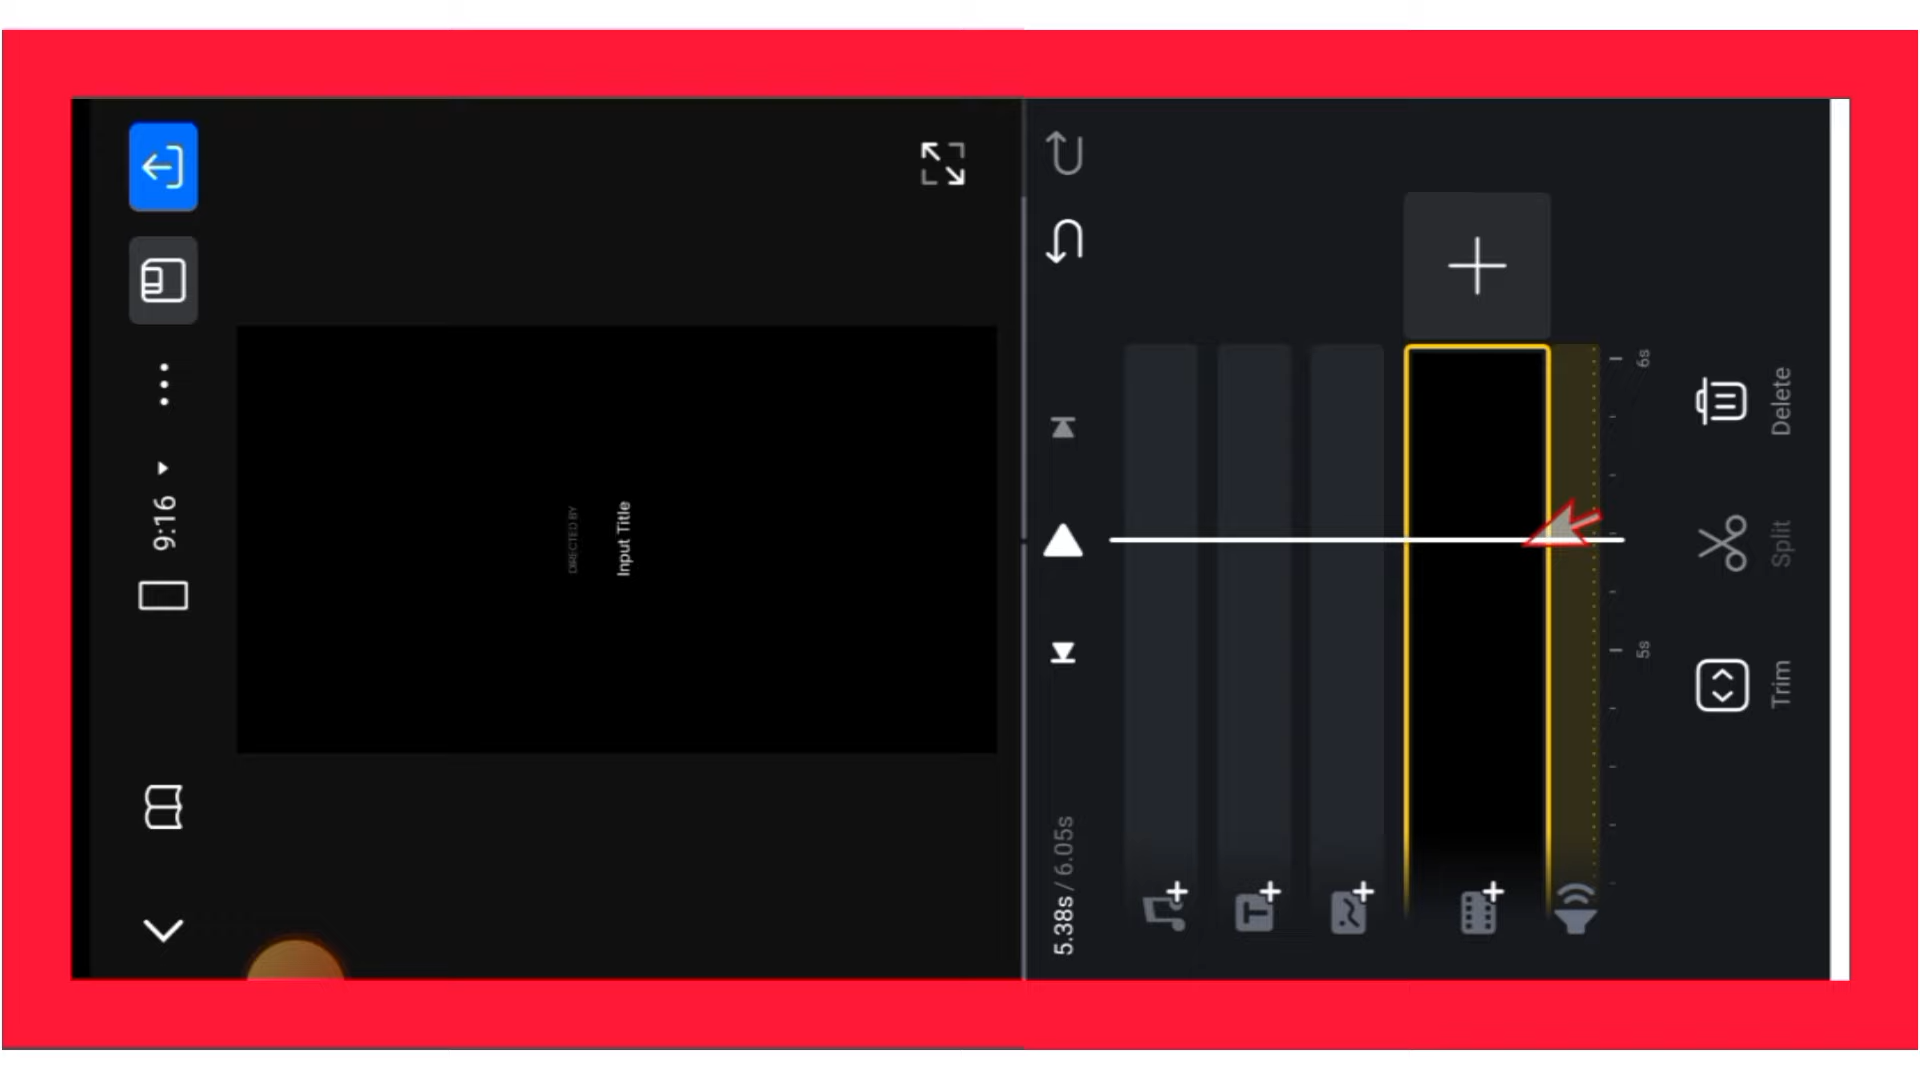 9:16
DIRECTED BY
Input Title
5.38s / 6.05s
5s
6s
Trim
Split
Delete